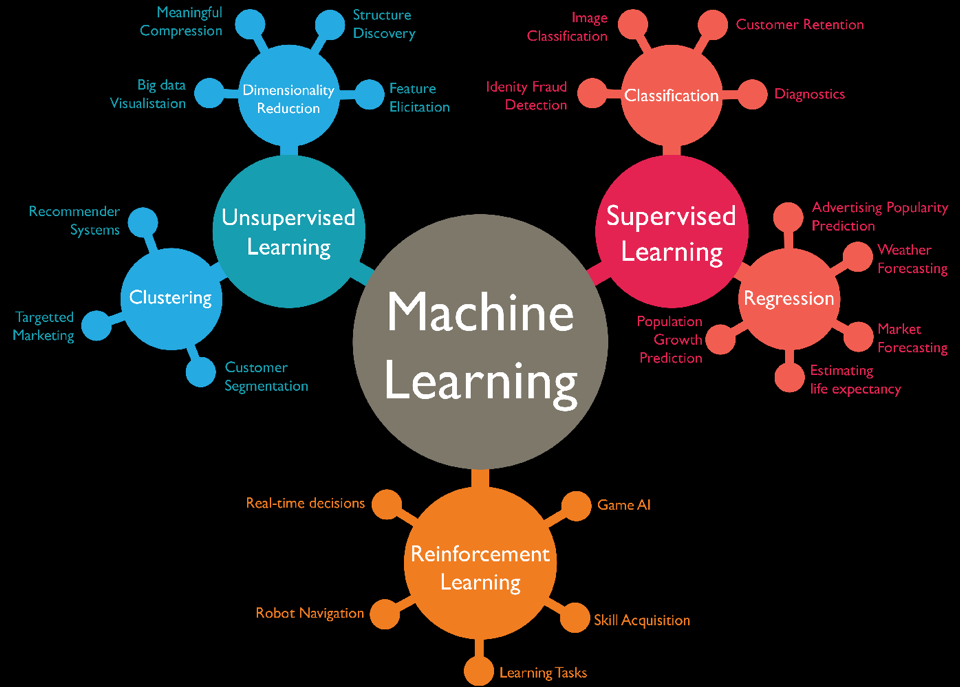 Meaningful
Compression
Structure
Discovery
Big data
Visualistaion
Dimensionality
Reduction
Feature
Elicitation
Image
Classification
Customer Retention
Idenity Fraud
Detection
Classification
Diagnostics
Unsupervised
Learning
Recommender
Systems
Clustering
Targetted
Marketing
Customer
Segmentation
Supervised
Learning
Advertising Popularity
Prediction
Weather
Forecasting
Regression
Population
Growth
Prediction
Market
Forecasting
Estimating
life expectancy
Machine
Learning
Real-time decisions
Game AI
Reinforcement
Learning
Robot Navigation
Skill Acquisition
Learning Tasks